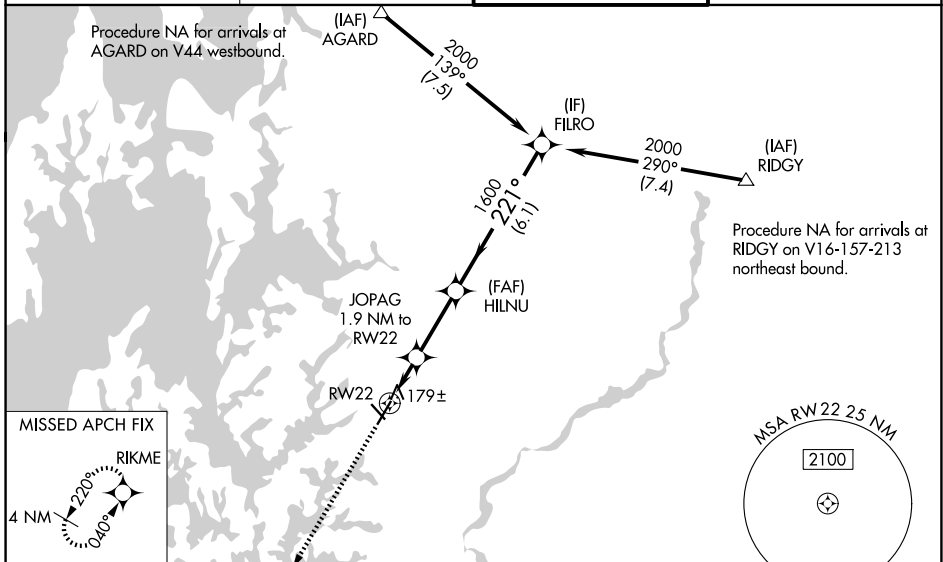 Procedure NA for arrivals at
AGARD on V44 westbound.
(IAF)
AGARD
2000
139°
(7.5)
(IF)
FILRO
2000
290°
(7.4)
(IAF)
RIDGY
1600
221°
(6.1)
Procedure NA for arrivals at
RIDGY on V16-157-213
northeast bound.
(FAF)
HILNU
JOPAG
1.9 NM to
RW22
RW22
179±
MISSED APCH FIX
RIKME
220°
4 NM
040°
MSA RW 22 25 NM
2100